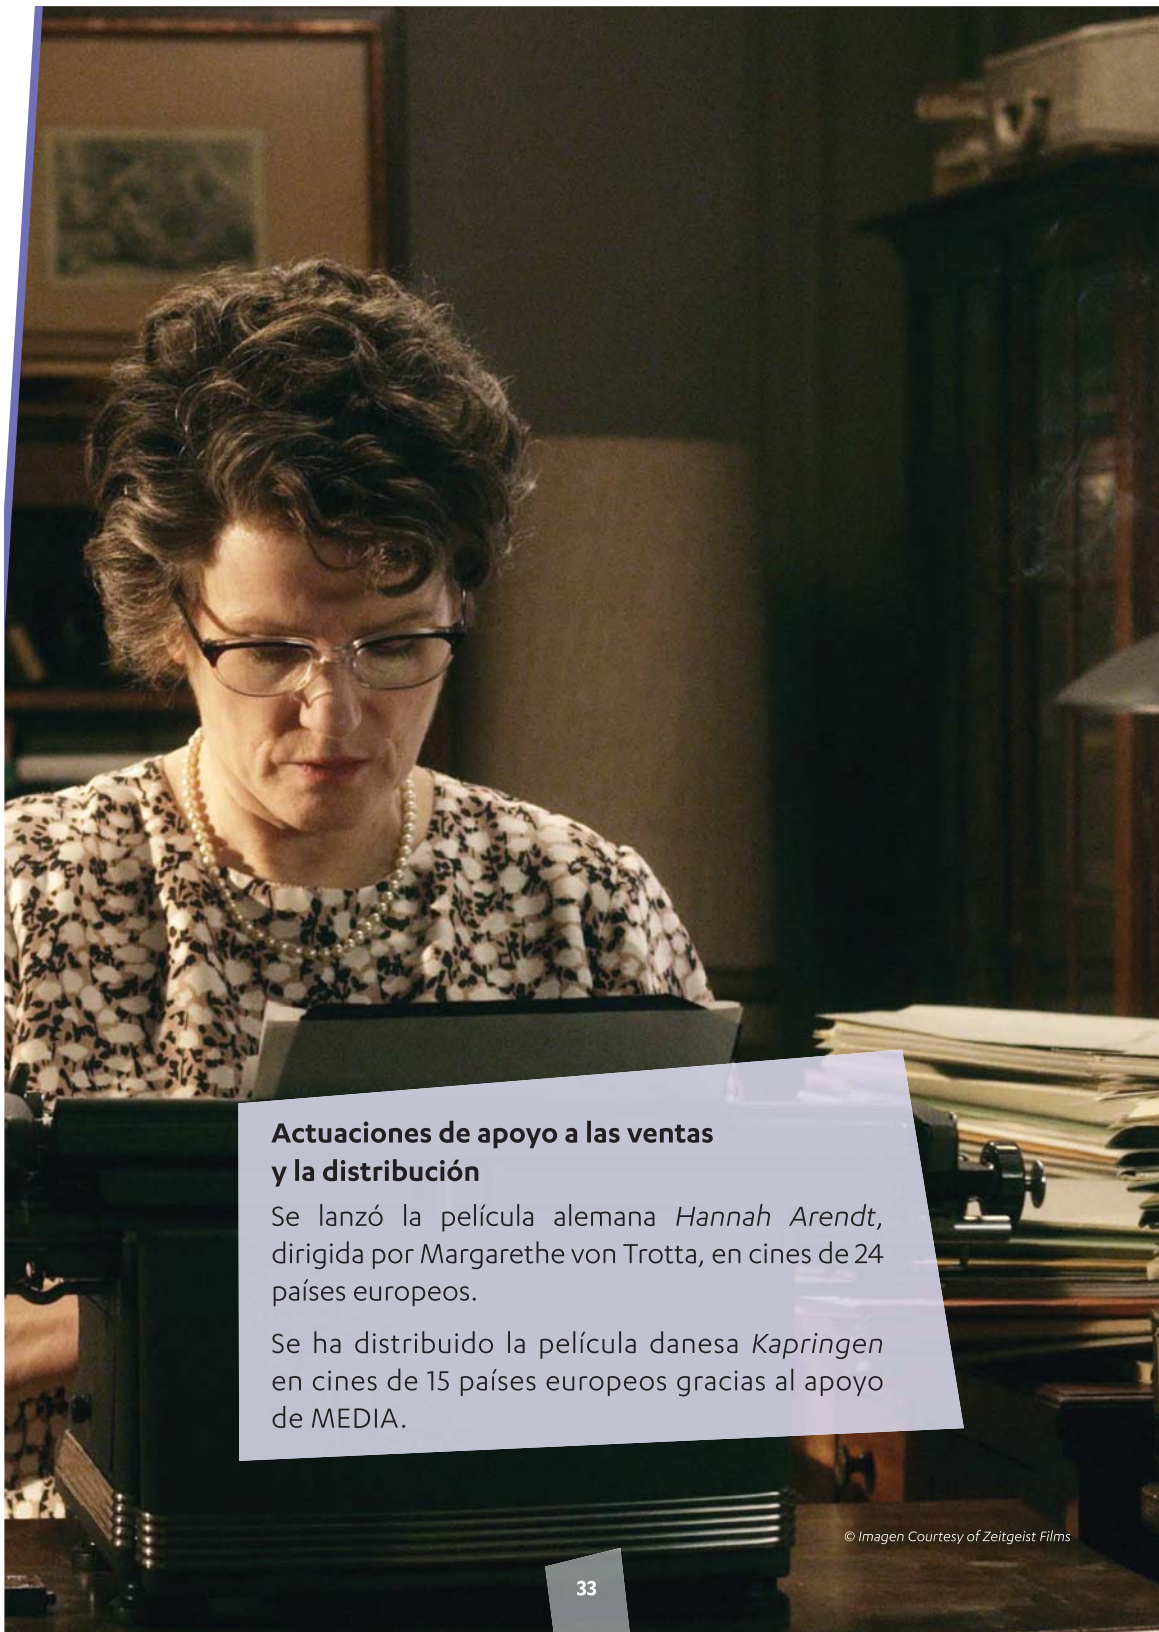 Actuaciones de apoyo a las ventas
y la distribución
Se lanzó la película alemana Hannah Arendt,
dirigida por Margarethe von Trotta, en cines de 24
países europeos.
Se ha distribuido la película danesa Kapringen
en cines de 15 países europeos gracias al apoyo
de MEDIA.
© Imagen Courtesy of Zeitgeist Films
33